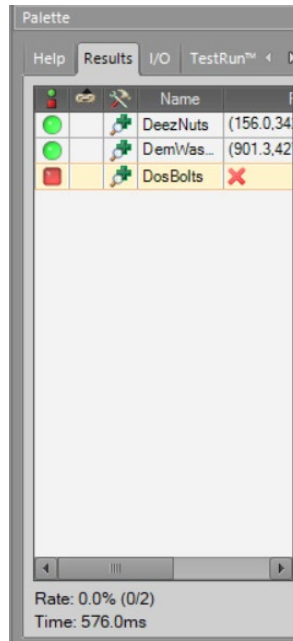 Palette
Help Results I/O TestRun™
Name
DeezNuts (156.0,34
DemWas... (901.3,42
DosBolts
Rate: 0.0% (0/2)
Time: 576.0ms